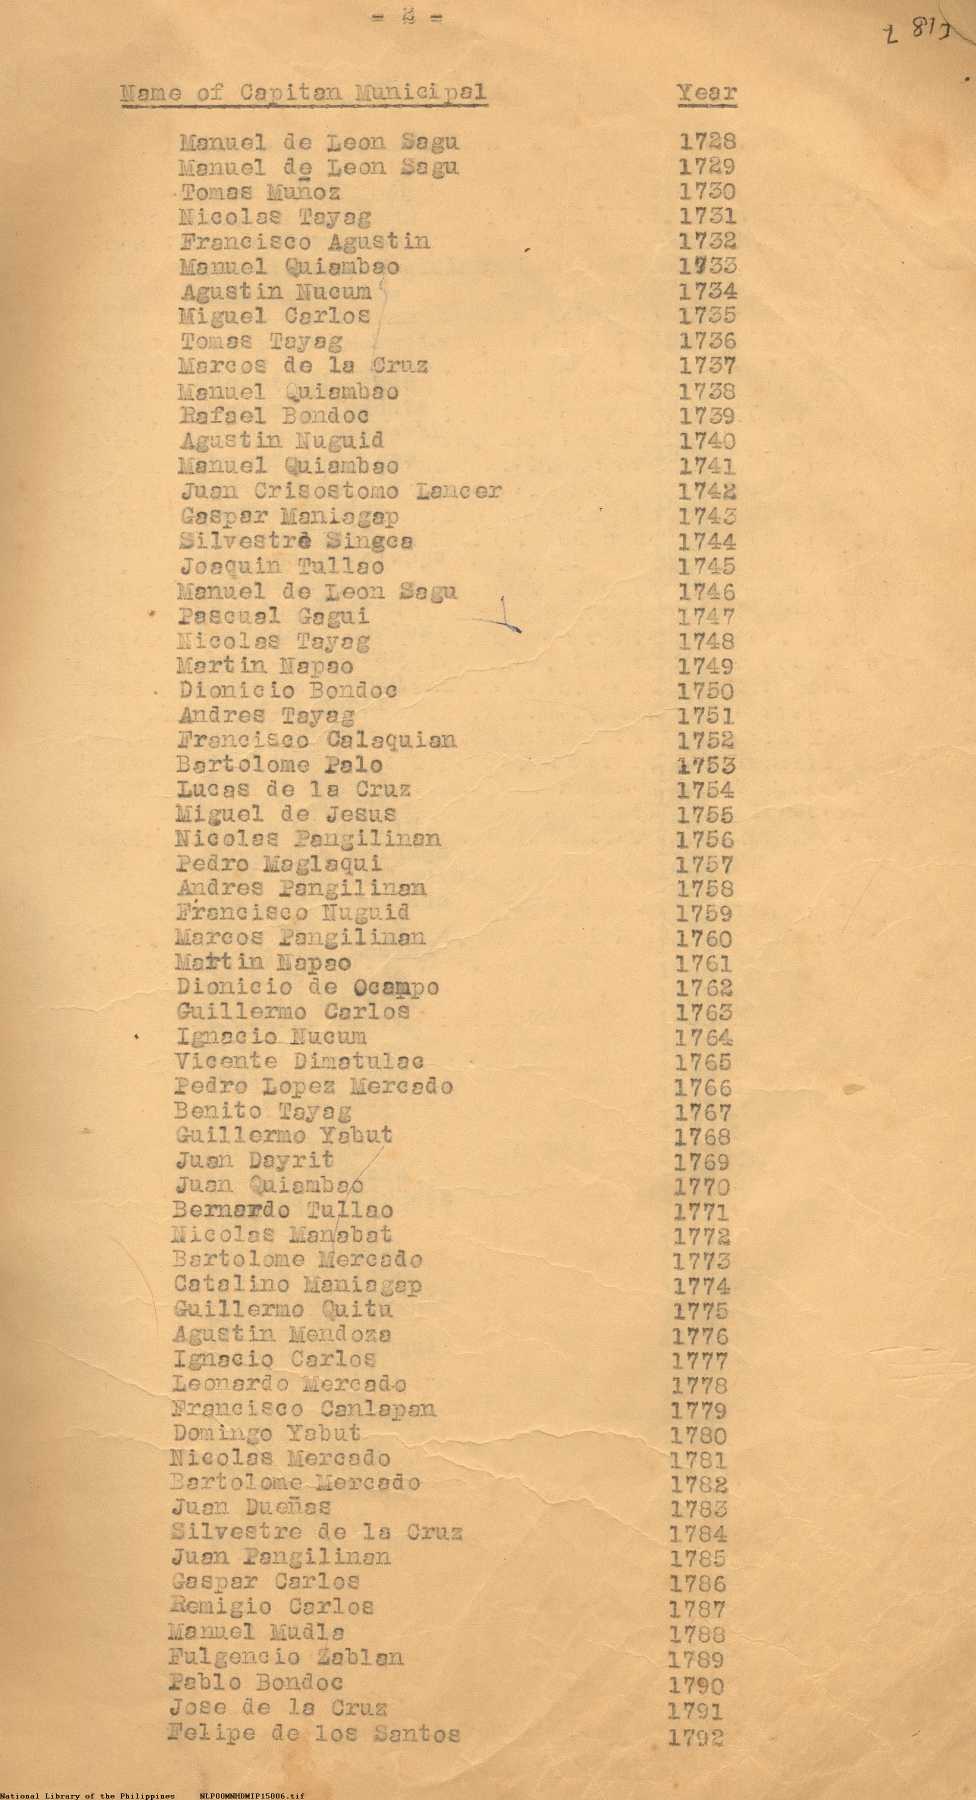 - 2 -
Name of Capitan Municipal Year
Manuel de Leon Sagu 1728
Manuel de Leon Sagu 1729
Tomas Muñoz 1730
Nicolas Tayag 1731
Francisco Agustin 1732
Manuel Quiambao 1733
Agustin Nucum 1734
Miguel Carlos 1735
Tomas Tayag 1736
Marcos de la Cruz 1737
Manuel Quiambao 1738
Rafael Bondoc 1739
Agustin Nuguid 1740
Manuel Quiambao 1741
Juan Crisostomo Lancer 1742
Gaspar Maniagap 1743
Silvestre Singca 1744
Joaquin Tullao 1745
Manuel de Leon Sagu 1746
Pascual Gagui 1747
Nicolas Tayag 1748
Martin Napao 1749
Dionicio Bondoc 1750
Andres Tayag 1751
Francisco Calaquian 1752
Bartolome Palo 1753
Lucas de la Cruz 1754
Miguel de Jesus 1755
Nicolas Pangilinan 1756
Pedro Maglaqui 1757
Andres Pangilinan 1758
Francisco Nuguid 1759
Marcos Pangilinan 1760
Martin Napao 1761
Dionicio de Ocampo 1762
Guillermo Carlos 1763
Ignacio Nucum 1764
Vicente Dimatulac 1765
Pedro Lopez Mercado 1766
Benito Tayag 1767
Guillermo Yabut 1768
Juan Dayrit 1769
Juan Quiambao 1770
Bernardo Tullao 1771
Nicolas Manabat 1772
Bartolome Mercado 1773
Catalino Maniagap 1774
Guillermo Quitu 1775
Agustin Mendoza 1776
Ignacio Carlos 1777
Leonardo Mercado 1778
Francisco Canlapan 1779
Domingo Yabut 1780
Nicolas Mercado 1781
Bartolome Mercado 1782
Juan Dueñas 1783
Silvestre de la Cruz 1784
Juan Pangilinan 1785
Gaspar Carlos 1786
Remigio Carlos 1787
Manuel Mudla 1788
Fulgencio Zablan 1789
Pablo Bondoc 1790
Jose de la Cruz 1791
Felipe de los Santos 1792
National Library of the Philippines NLPOOMNHDMIP15006.tif